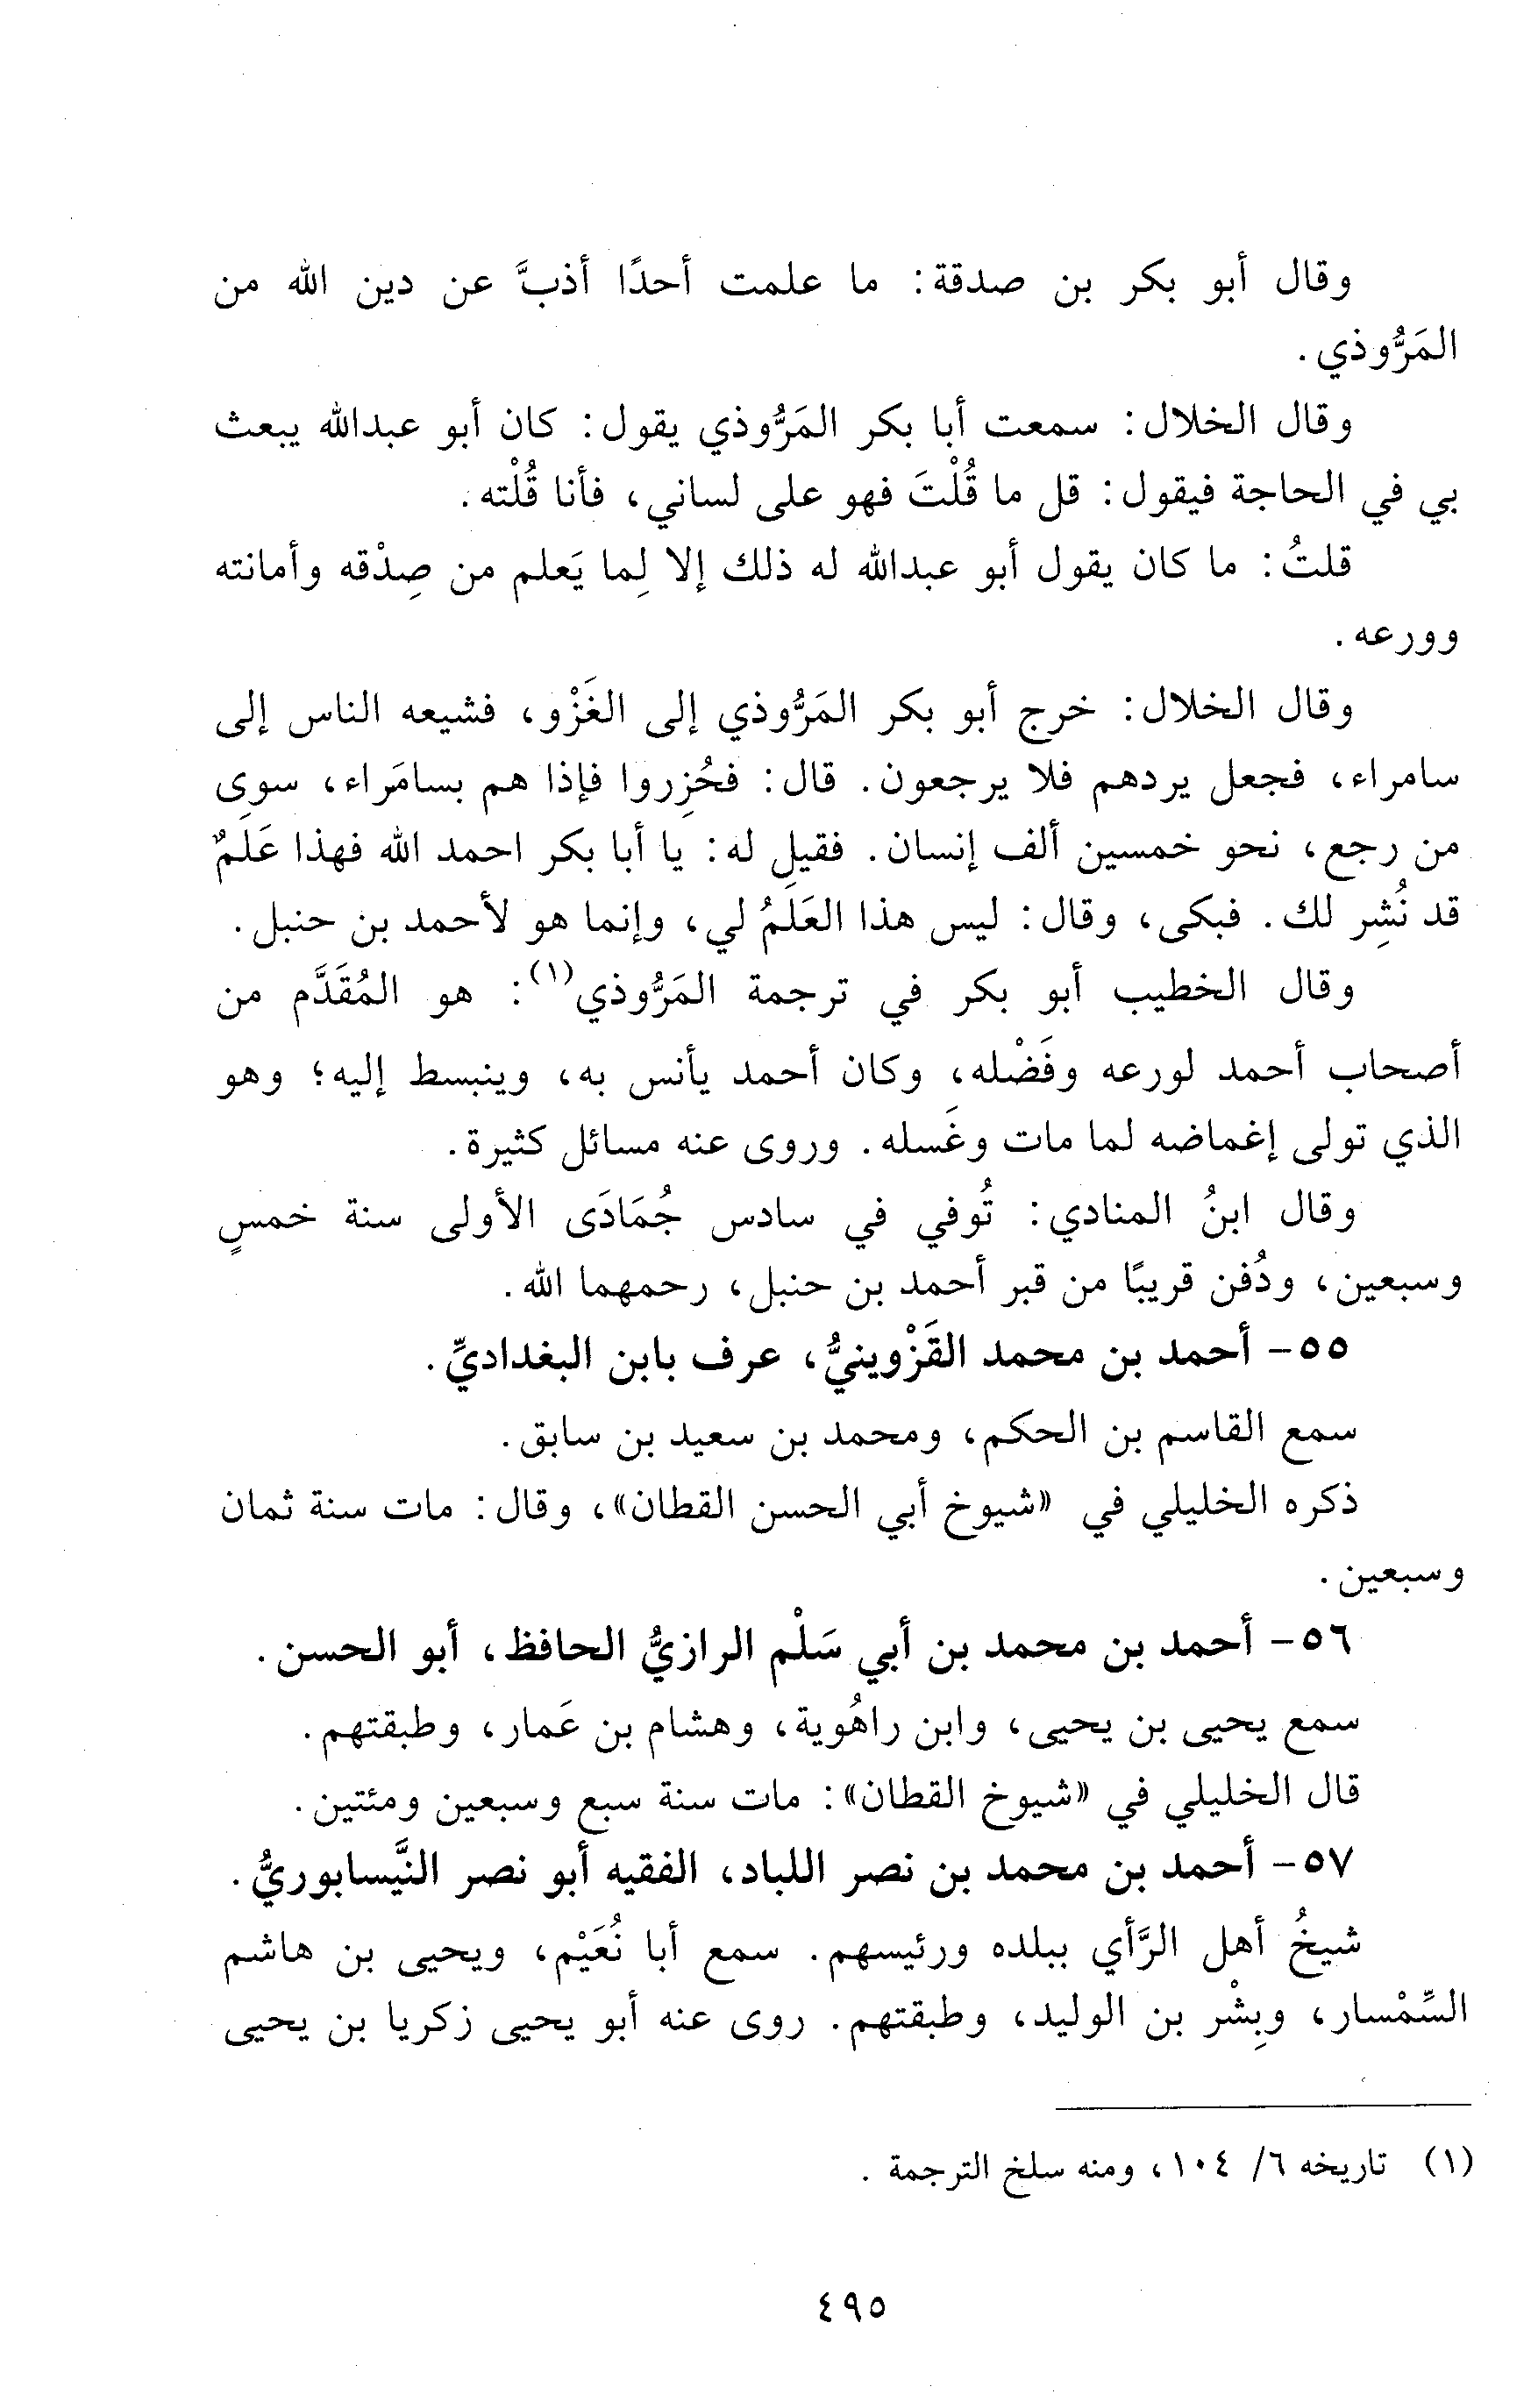 وقال أبو بكر بن صدقة: ما علمت أحدًا أذبَّ عن دين الله من
المَرُّوذي.
وقال الخلال: سمعت أبا بكر المَرُّوذي يقول: كان أبو عبدالله يبعث
بي في الحاجة فيقول: قل ما قُلْتَ فهو على لساني، فأنا قُلْته.
قلتُ: ما كان يقول أبو عبدالله له ذلك إلا لِما يَعلم من صِدْقه وأمانته
وورعه.
وقال الخلال: خرج أبو بكر المَرُّوذي إلى الغَزْو، فشيعه الناس إلى
سامراء، فجعل يردهم فلا يرجعون. قال: فحُزِروا فإذا هم بسامَراء، سوى
من رجع، نحو خمسين ألف إنسان. فقيل له: يا أبا بكر احمد الله فهذا عَلَمٌ
قد نُشِر لك. فبكى، وقال: ليس هذا العَلَمُ لي، وإنما هو لأحمد بن حنبل.
وقال الخطيب أبو بكر في ترجمة المَرُّوذي(١): هو المُقَدَّم من
أصحاب أحمد لورعه وفَضْله، وكان أحمد يأنس به، وينبسط إليه؛ وهو
الذي تولى إغماضه لما مات وغَسله. وروى عنه مسائل كثيرة.
وقال ابنُ المنادي: تُوفي في سادس جُمَادَى الأولى سنة خمسٍ
وسبعين، ودُفن قريبًا من قبر أحمد بن حنبل، رحمهما الله.
٥٥- أحمد بن محمد القَزْوينيُّ، عرف بابن البغداديِّ.
سمع القاسم بن الحكم، ومحمد بن سعيد بن سابق.
ذكره الخليلي في «شيوخ أبي الحسن القطان»، وقال: مات سنة ثمان
وسبعين.
٥٦- أحمد بن محمد بن أبي سَلْم الرازيُّ الحافظ، أبو الحسن.
سمع يحيى بن يحيى، وابن راهُوية، وهشام بن عَمار، وطبقتهم.
قال الخليلي في «شيوخ القطان»: مات سنة سبع وسبعين ومئتين.
٥٧- أحمد بن محمد بن نصر اللباد، الفقيه أبو نصر النَّيسابوريُّ.
شيخُ أهل الرَّأي ببلده ورئيسهم. سمع أبا نُعَيْم، ويحيى بن هاشم
السِّمْسار، وبِشْر بن الوليد، وطبقتهم. روى عنه أبو يحيى زكريا بن يحيى
(١) تاريخه ٦/ ١٠٤، ومنه سلخ الترجمة.
٤٩٥